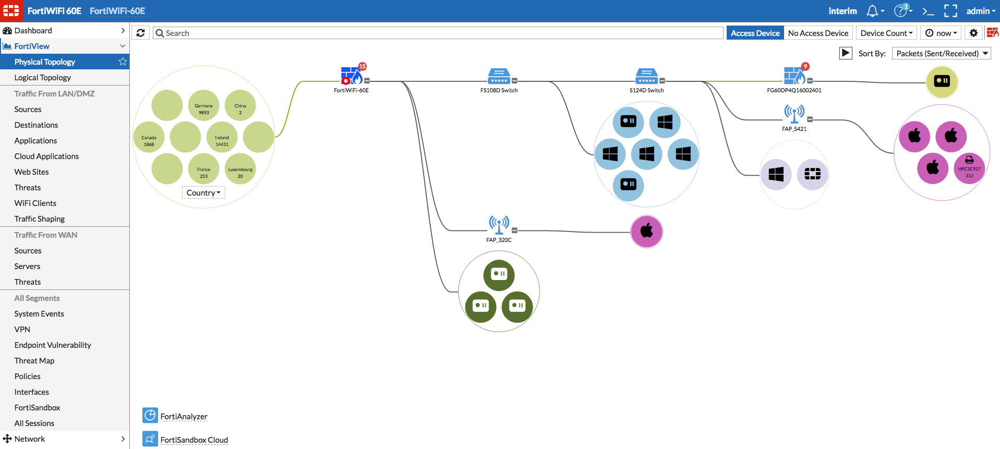 FortiWiFi 60E FortiWiFi-60E
interim 1 admin
Dashboard
FortiView
Physical Topology
Logical Topology
Traffic From LAN/DMZ
Sources
Destinations
Applications
Cloud Applications
Web Sites
Threats
WiFi Clients
Traffic Shaping
Traffic From WAN
Sources
Servers
Threats
All Segments
System Events
VPN
Endpoint Vulnerability
Threat Map
Policies
Interfaces
FortiSandbox
All Sessions
Network
Search
Access Device No Access Device Device Count now
Sort By: Packets (Sent/Received)
Germany
9893
China
2
Canada
1868
Ireland
14431
France
253
Luxembourg
20
Country
15
FortiWiFi-60E
FS108D Switch
S124D Switch
9
FG60DP4Q16002401
FAP_S421
HPC3C927
312
FAP_320C
FortiAnalyzer
FortiSandbox Cloud